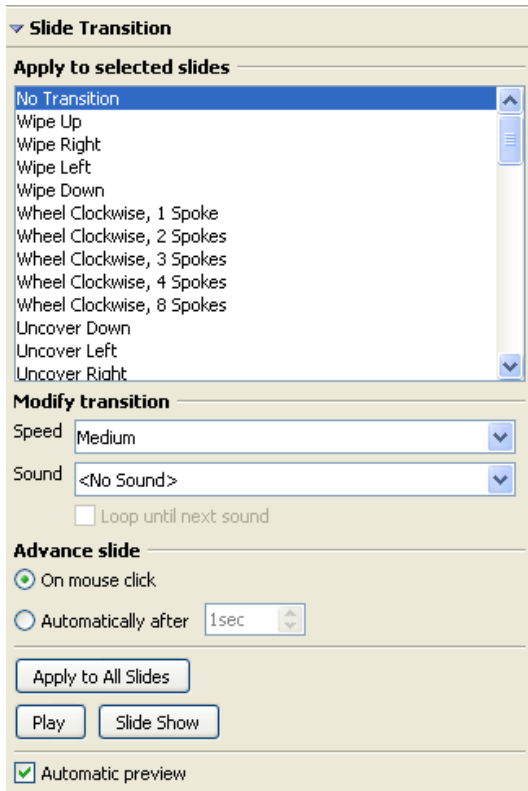 Slide Transition
Apply to selected slides
No Transition
Wipe Up
Wipe Right
Wipe Left
Wipe Down
Wheel Clockwise, 1 Spoke
Wheel Clockwise, 2 Spokes
Wheel Clockwise, 3 Spokes
Wheel Clockwise, 4 Spokes
Wheel Clockwise, 8 Spokes
Uncover Down
Uncover Left
Uncover Right
Modify transition
Speed Medium
Sound <No Sound>
Loop until next sound
Advance slide
On mouse click
Automatically after 1sec
Apply to All Slides
Play Slide Show
Automatic preview